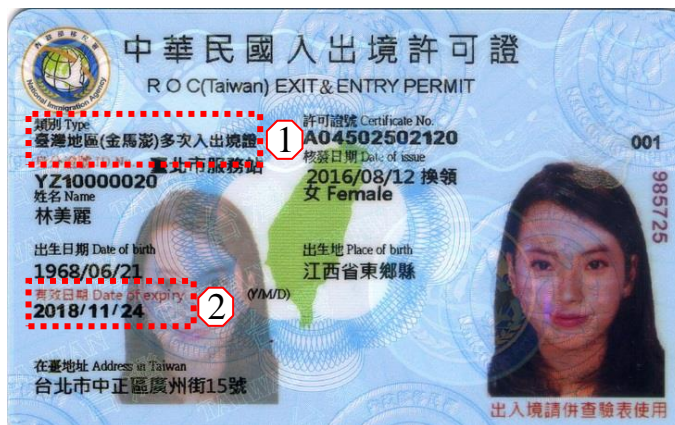 中華民國入出境許可證
R O C(Taiwan) EXIT & ENTRY PERMIT
National Immigration Agency
類別 Type
臺灣地區(金馬澎)多次入出境證
1
許可證號 Certificate No.
A04502502120
臺北市服務站
核發日期 Date of issue
2016/08/12 換領
001
985725
YZ10000020
女 Female
姓名 Name
林美麗
出生日期 Date of birth
1968/06/21
出生地 Place of birth
江西省東鄉縣
有效日期 Date of expiry
(Y/M/D)
2018/11/24
2
在臺地址 Address in Taiwan
台北市中正區廣州街15號
出入境請併查驗表使用